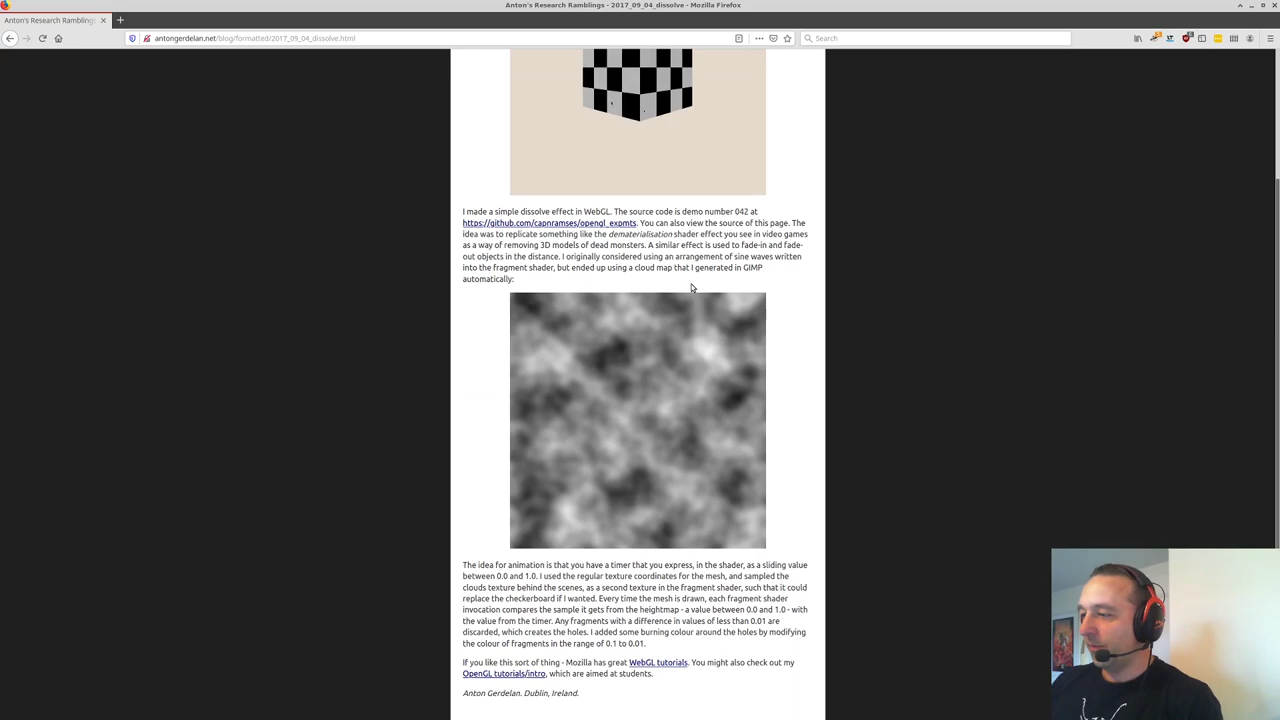 Anton's Research Ramblings - 2017_09_04_dissolve - Mozilla Firefox
Anton's Research Ramblings
antongerdelan.net/blog/formatted/2017_09_04_dissolve.html
Search
I made a simple dissolve effect in WebGL. The source code is demo number 042 at
https://github.com/capnramses/opengl_expmts. You can also view the source of this page. The
idea was to replicate something like the dematerialisation shader effect you see in video games
as a way of removing 3D models of dead monsters. A similar effect is used to fade-in and fade-
out objects in the distance. I originally considered using an arrangement of sine waves written
into the fragment shader, but ended up using a cloud map that I generated in GIMP
automatically:
The idea for animation is that you have a timer that you express, in the shader, as a sliding value
between 0.0 and 1.0. I used the regular texture coordinates for the mesh, and sampled the
clouds texture behind the scenes, as a second texture in the fragment shader, such that it could
replace the checkerboard if I wanted. Every time the mesh is drawn, each fragment shader
invocation compares the sample it gets from the heightmap - a value between 0.0 and 1.0 - with
the value from the timer. Any fragments with a difference in values of less than 0.01 are
discarded, which creates the holes. I added some burning colour around the holes by modifying
the colour of fragments in the range of 0.1 to 0.01.
If you like this sort of thing - Mozilla has great WebGL tutorials. You might also check out my
OpenGL tutorials/intro, which are aimed at students.
Anton Gerdelan. Dublin, Ireland.